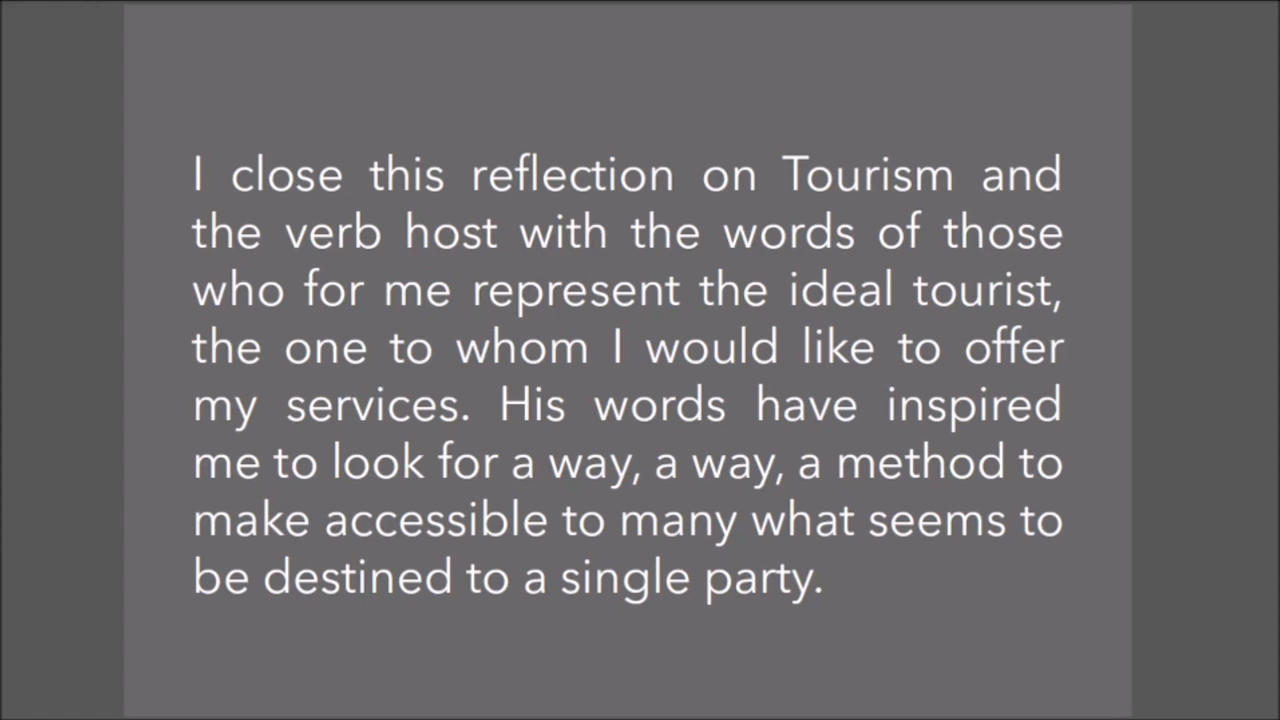 I close this reflection on Tourism and
the verb host with the words of those
who for me represent the ideal tourist,
the one to whom I would like to offer
my services. His words have inspired
me to look for a way, a way, a method to
make accessible to many what seems to
be destined to a single party.